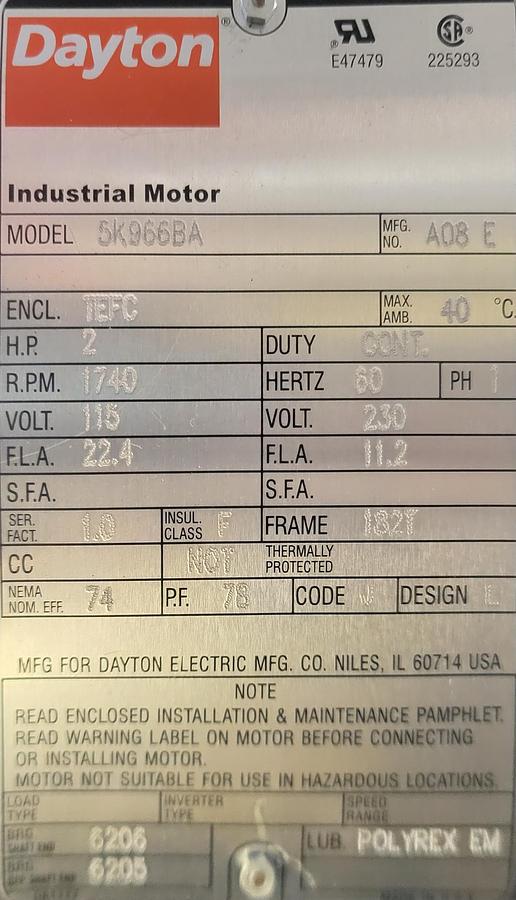 Dayton®
E47479
225293
Industrial Motor
MODEL 5K966BA MFG. NO. A08 E
ENCL. TEFC MAX. AMB. 40 °C.
H.P. 2 DUTY CONT.
R.P.M. 1740 HERTZ 60 PH 1
VOLT. 115 VOLT. 230
F.L.A. 22.4 F.L.A. 11.2
S.F.A. S.F.A.
SER. FACT. 1.0 INSUL. CLASS F FRAME 182T
CC NOT THERMALLY PROTECTED
NEMA NOM. EFF. 74 P.F. 78 CODE J DESIGN L
MFG FOR DAYTON ELECTRIC MFG. CO. NILES, IL 60714 USA
NOTE
READ ENCLOSED INSTALLATION & MAINTENANCE PAMPHLET.
READ WARNING LABEL ON MOTOR BEFORE CONNECTING
OR INSTALLING MOTOR.
MOTOR NOT SUITABLE FOR USE IN HAZARDOUS LOCATIONS.
LOAD TYPE INVERTER TYPE SPEED RANGE
BRG SHAFT END 6206 LUB. POLYREX EM
BRG OPP SHAFT END 6205